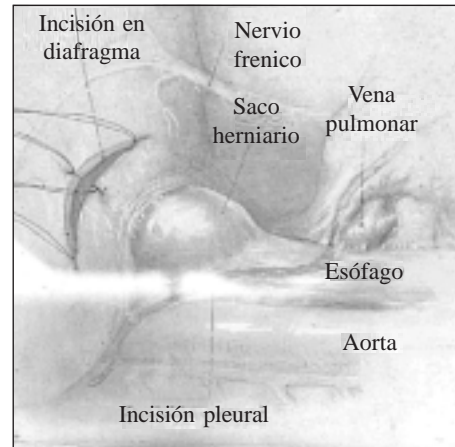 Incisión en
diafragma
Nervio
frenico
Saco
herniario
Vena
pulmonar
Esófago
Aorta
Incisión pleural